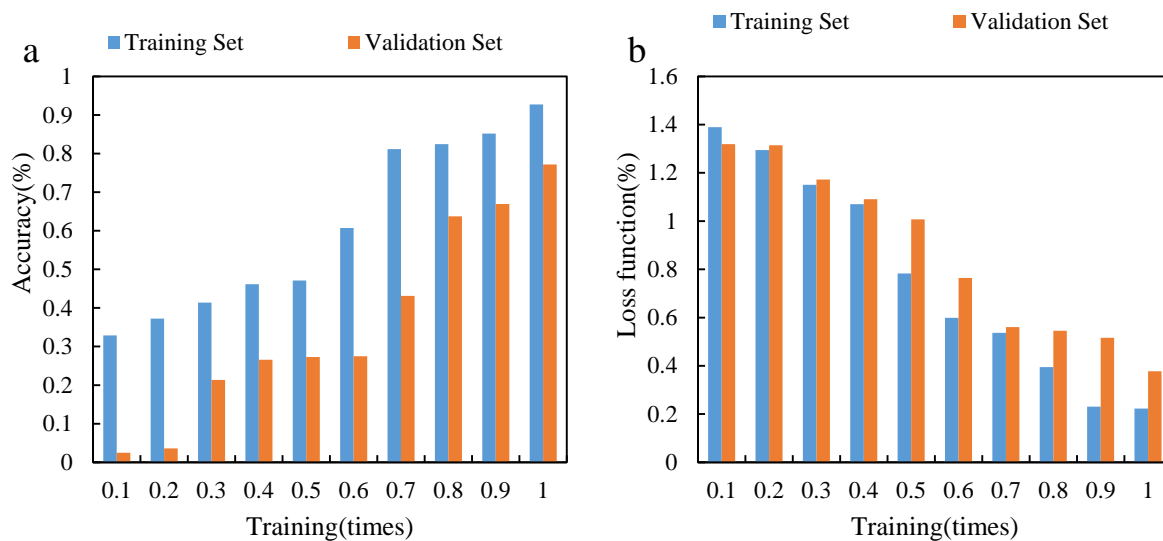 a
Training Set
Validation Set
1
0.9
0.8
0.7
0.6
0.5
0.4
0.3
0.2
0.1
0
Accuracy(%)
0.1 0.2 0.3 0.4 0.5 0.6 0.7 0.8 0.9 1
Training(times)
b
Training Set
Validation Set
1.6
1.4
1.2
1
0.8
0.6
0.4
0.2
0
Loss function(%)
0.1 0.2 0.3 0.4 0.5 0.6 0.7 0.8 0.9 1
Training(times)